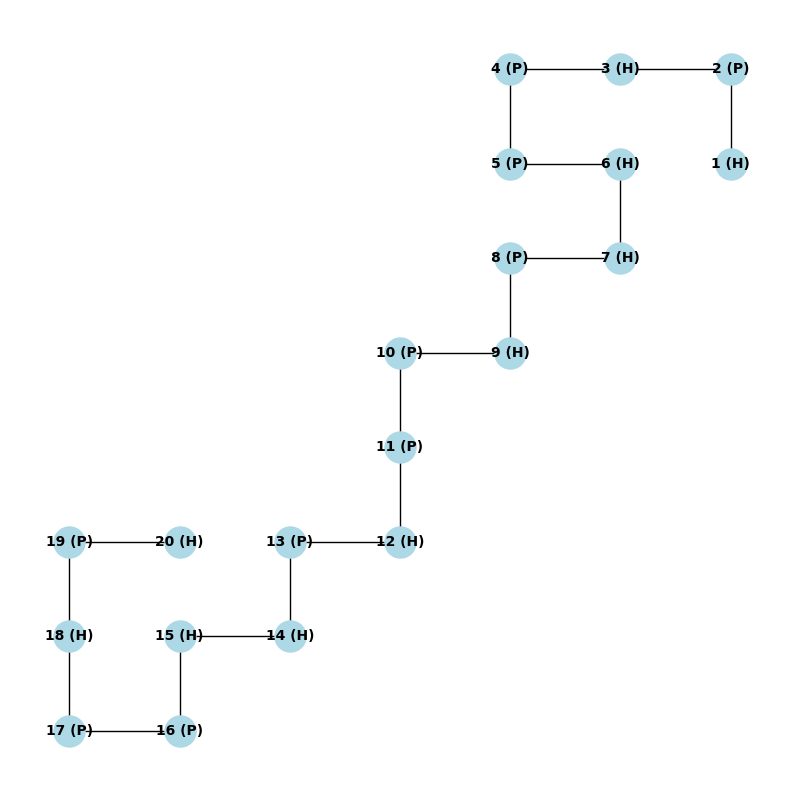 4 (P) 3 (H) 2 (P)
5 (P) 6 (H) 1 (H)
8 (P) 7 (H)
10 (P) 9 (H)
11 (P)
19 (P) 20 (H) 13 (P) 12 (H)
18 (H) 15 (H) 14 (H)
17 (P) 16 (P)